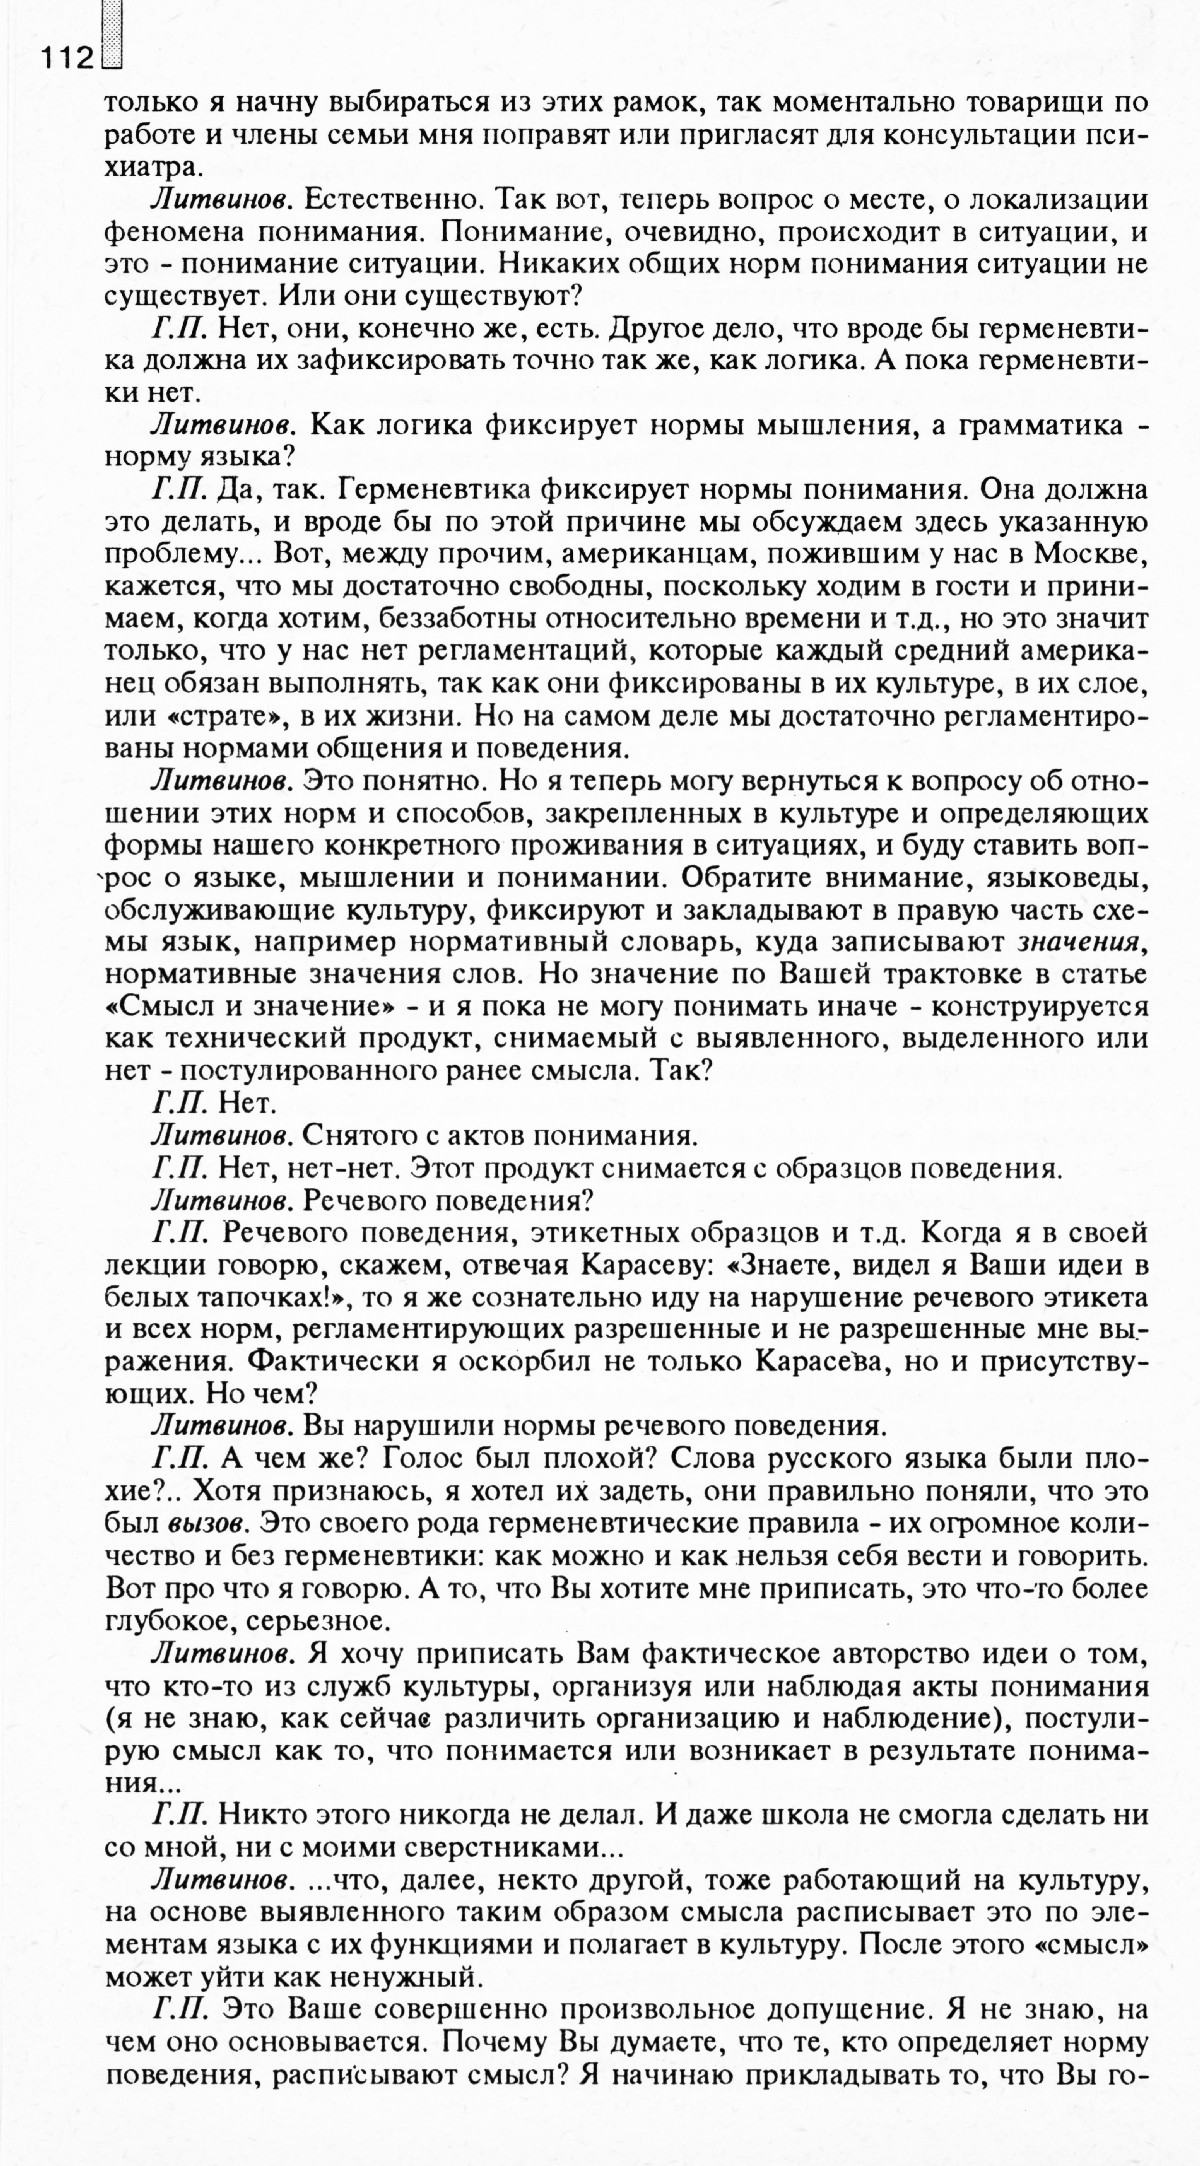 112
только я начну выбираться из этих рамок, так моментально товарищи по
работе и члены семьи мня поправят или пригласят для консультации пси-
хиатра.
Литвинов. Естественно. Так вот, теперь вопрос о месте, о локализации
феномена понимания. Понимание, очевидно, происходит в ситуации, и
это - понимание ситуации. Никаких общих норм понимания ситуации не
существует. Или они существуют?
Г.П. Нет, они, конечно же, есть. Другое дело, что вроде бы герменевти-
ка должна их зафиксировать точно так же, как логика. А пока герменевти-
ки нет.
Литвинов. Как логика фиксирует нормы мышления, а грамматика -
норму языка?
Г.П. Да, так. Герменевтика фиксирует нормы понимания. Она должна
это делать, и вроде бы по этой причине мы обсуждаем здесь указанную
проблему... Вот, между прочим, американцам, пожившим у нас в Москве,
кажется, что мы достаточно свободны, поскольку ходим в гости и прини-
маем, когда хотим, беззаботны относительно времени и т.д., но это значит
только, что у нас нет регламентаций, которые каждый средний америка-
нец обязан выполнять, так как они фиксированы в их культуре, в их слое,
или «страте», в их жизни. Но на самом деле мы достаточно регламентиро-
ваны нормами общения и поведения.
Литвинов. Это понятно. Но я теперь могу вернуться к вопросу об отно-
шении этих норм и способов, закрепленных в культуре и определяющих
формы нашего конкретного проживания в ситуациях, и буду ставить воп-
рос о языке, мышлении и понимании. Обратите внимание, языковеды,
обслуживающие культуру, фиксируют и закладывают в правую часть схе-
мы язык, например нормативный словарь, куда записывают значения,
нормативные значения слов. Но значение по Вашей трактовке в статье
«Смысл и значение» - и я пока не могу понимать иначе - конструируется
как технический продукт, снимаемый с выявленного, выделенного или
нет - постулированного ранее смысла. Так?
Г.П. Нет.
Литвинов. Снятого с актов понимания.
Г.П. Нет, нет-нет. Этот продукт снимается с образцов поведения.
Литвинов. Речевого поведения?
Г.П. Речевого поведения, этикетных образцов и т.д. Когда я в своей
лекции говорю, скажем, отвечая Карасеву: «Знаете, видел я Ваши идеи в
белых тапочках!», то я же сознательно иду на нарушение речевого этикета
и всех норм, регламентирующих разрешенные и не разрешенные мне вы-
ражения. Фактически я оскорбил не только Карасева, но и присутству-
ющих. Но чем?
Литвинов. Вы нарушили нормы речевого поведения.
Г.П. А чем же? Голос был плохой? Слова русского языка были пло-
хие?.. Хотя признаюсь, я хотел их задеть, они правильно поняли, что это
был вызов. Это своего рода герменевтические правила - их огромное коли-
чество и без герменевтики: как можно и как нельзя себя вести и говорить.
Вот про что я говорю. А то, что Вы хотите мне приписать, это что-то более
глубокое, серьезное.
Литвинов. Я хочу приписать Вам фактическое авторство идеи о том,
что кто-то из служб культуры, организуя или наблюдая акты понимания
(я не знаю, как сейчас различить организацию и наблюдение), постули-
рую смысл как то, что понимается или возникает в результате понима-
ния...
Г.П. Никто этого никогда не делал. И даже школа не смогла сделать ни
со мной, ни с моими сверстниками...
Литвинов. ...что, далее, некто другой, тоже работающий на культуру,
на основе выявленного таким образом смысла расписывает это по эле-
ментам языка с их функциями и полагает в культуру. После этого «смысл»
может уйти как ненужный.
Г.П. Это Ваше совершенно произвольное допущение. Я не знаю, на
чем оно основывается. Почему Вы думаете, что те, кто определяет норму
поведения, расписывают смысл? Я начинаю прикладывать то, что Вы го-